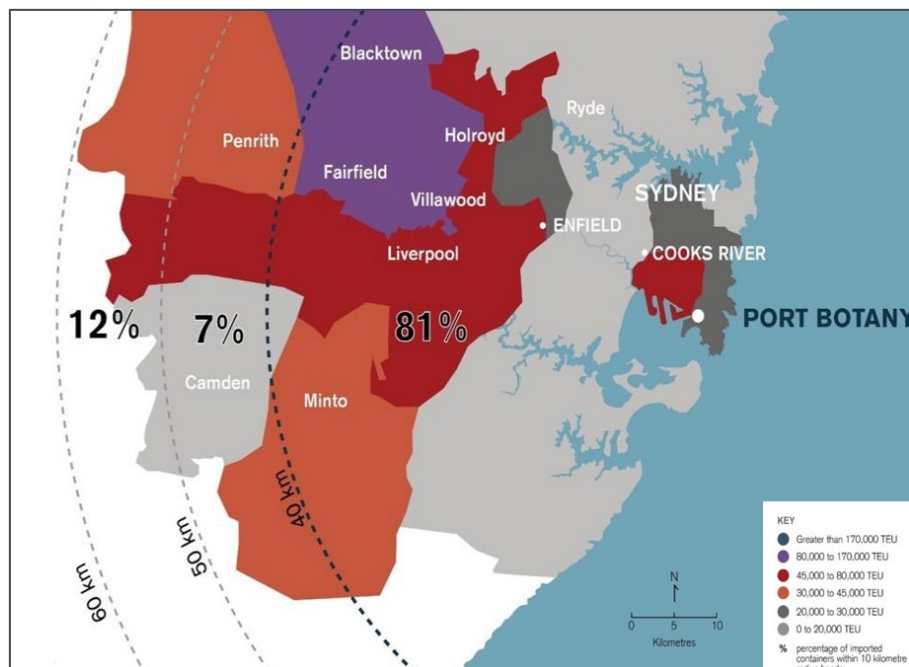 Blacktown
Ryde
Penrith
Holroyd
Fairfield
SYDNEY
Villawood
ENFIELD
Liverpool
COOKS RIVER
12%
7%
81%
PORT BOTANY
Camden
Minto
40 km
50 km
60 km
KEY
Greater than 170,000 TEU
80,000 to 170,000 TEU
45,000 to 80,000 TEU
30,000 to 45,000 TEU
20,000 to 30,000 TEU
0 to 20,000 TEU
% percentage of imported
containers within 10 kilometre
N
0 5 10
Kilometres